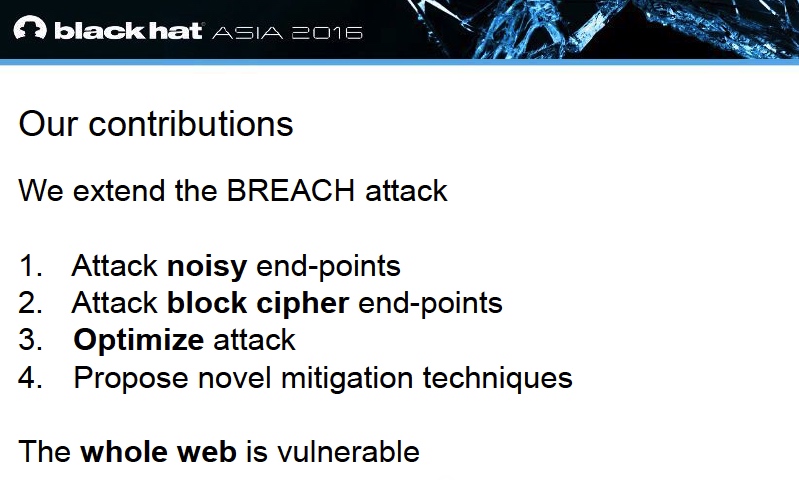 black hat ASIA 2016
Our contributions
We extend the BREACH attack
1. Attack noisy end-points
2. Attack block cipher end-points
3. Optimize attack
4. Propose novel mitigation techniques
The whole web is vulnerable